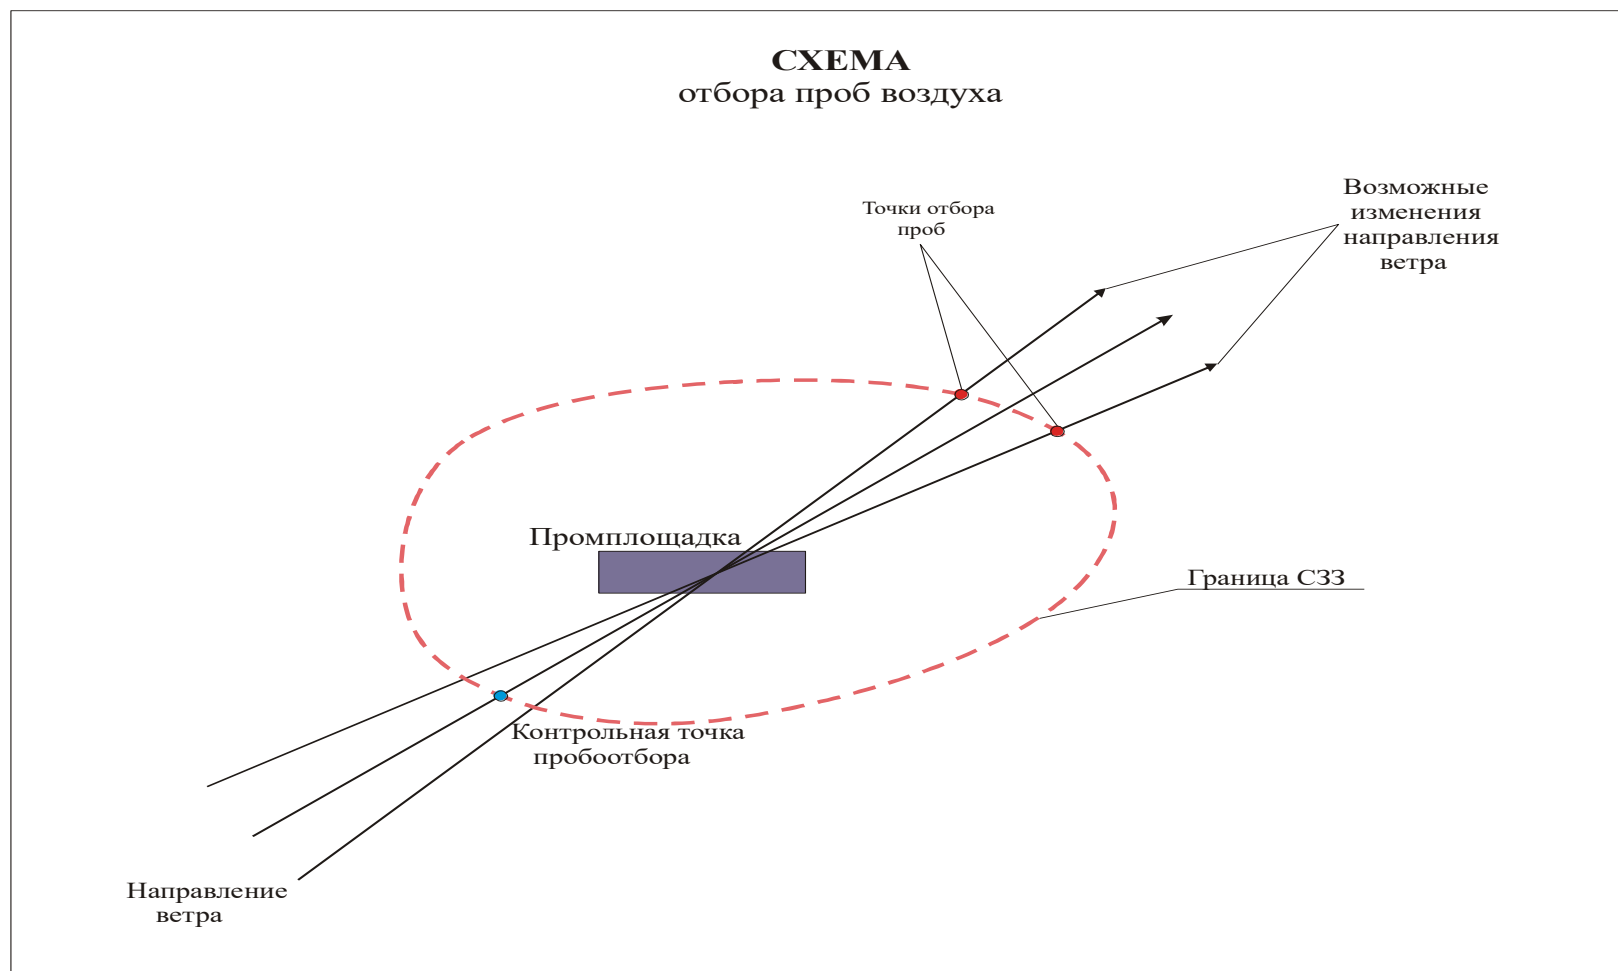 СХЕМА
отбора проб воздуха
Точки отбора
проб
Возможные
изменения
направления
ветра
Промплощадка
Граница СЗЗ
Контрольная точка
пробоотбора
Направление
ветра